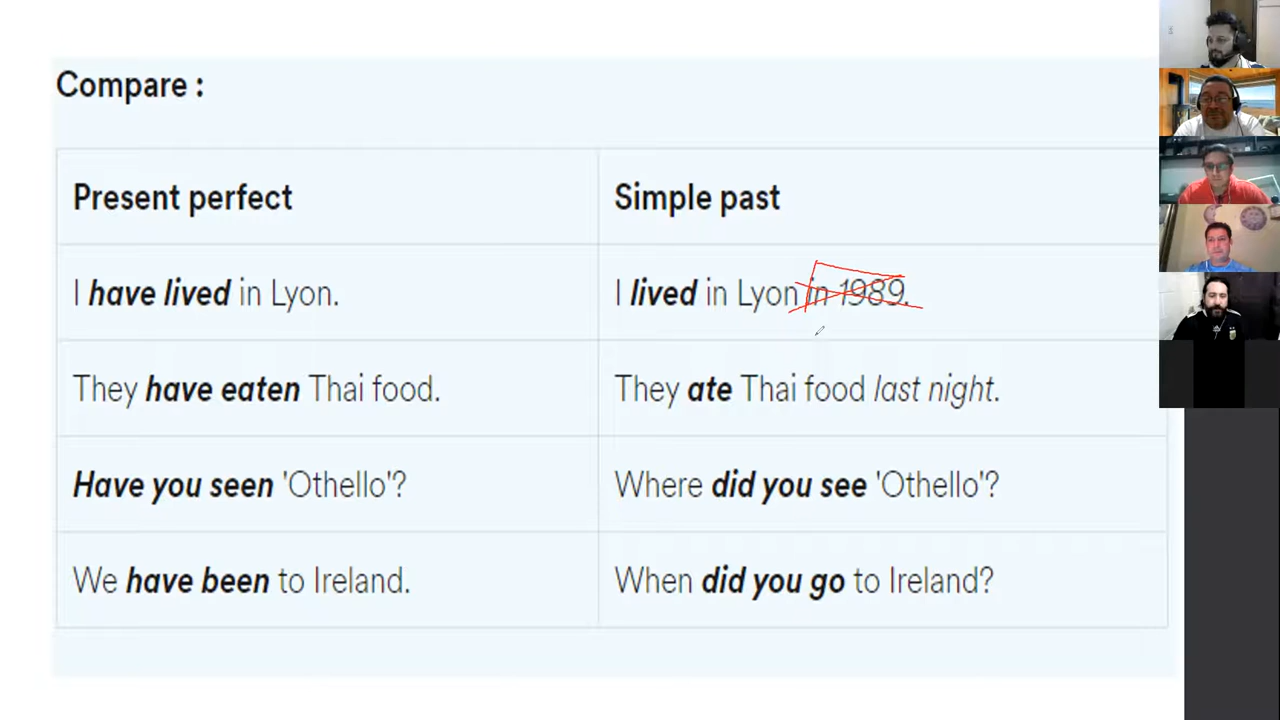 Compare :
Present perfect
Simple past
I have lived in Lyon.
I lived in Lyon in 1989.
They have eaten Thai food.
They ate Thai food last night.
Have you seen 'Othello'?
Where did you see 'Othello'?
We have been to Ireland.
When did you go to Ireland?